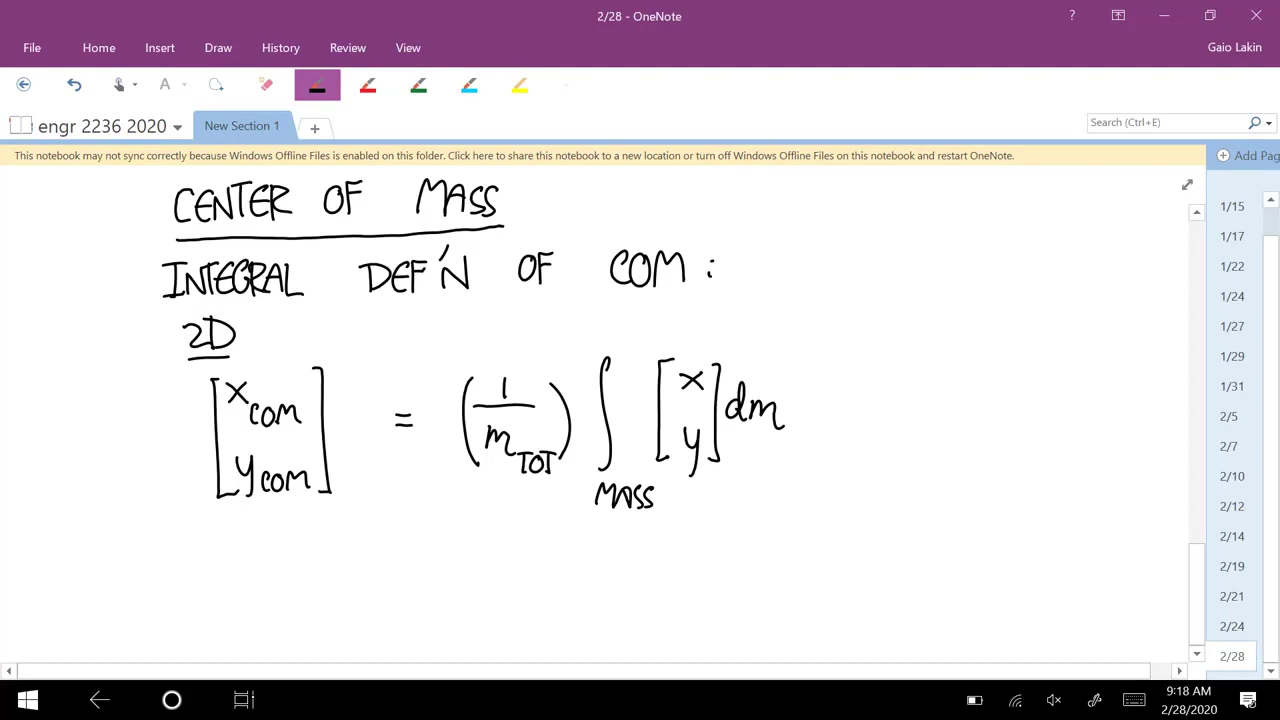 2/28 - OneNote
?
File Home Insert Draw History Review View Gaio Lakin
A
engr 2236 2020 New Section 1 + Search (Ctrl+E)
This notebook may not sync correctly because Windows Offline Files is enabled on this folder. Click here to share this notebook to a new location or turn off Windows Offline Files on this notebook and restart OneNote.
Add Pag
CENTER OF MASS
INTEGRAL DEF'N OF COM :
2D
[x_COM y_COM] = (1/m_TOT) ∫_MASS [x y] dm
1/15
1/17
1/22
1/24
1/27
1/29
1/31
2/5
2/7
2/10
2/12
2/14
2/19
2/21
2/24
2/28
9:18 AM
2/28/2020